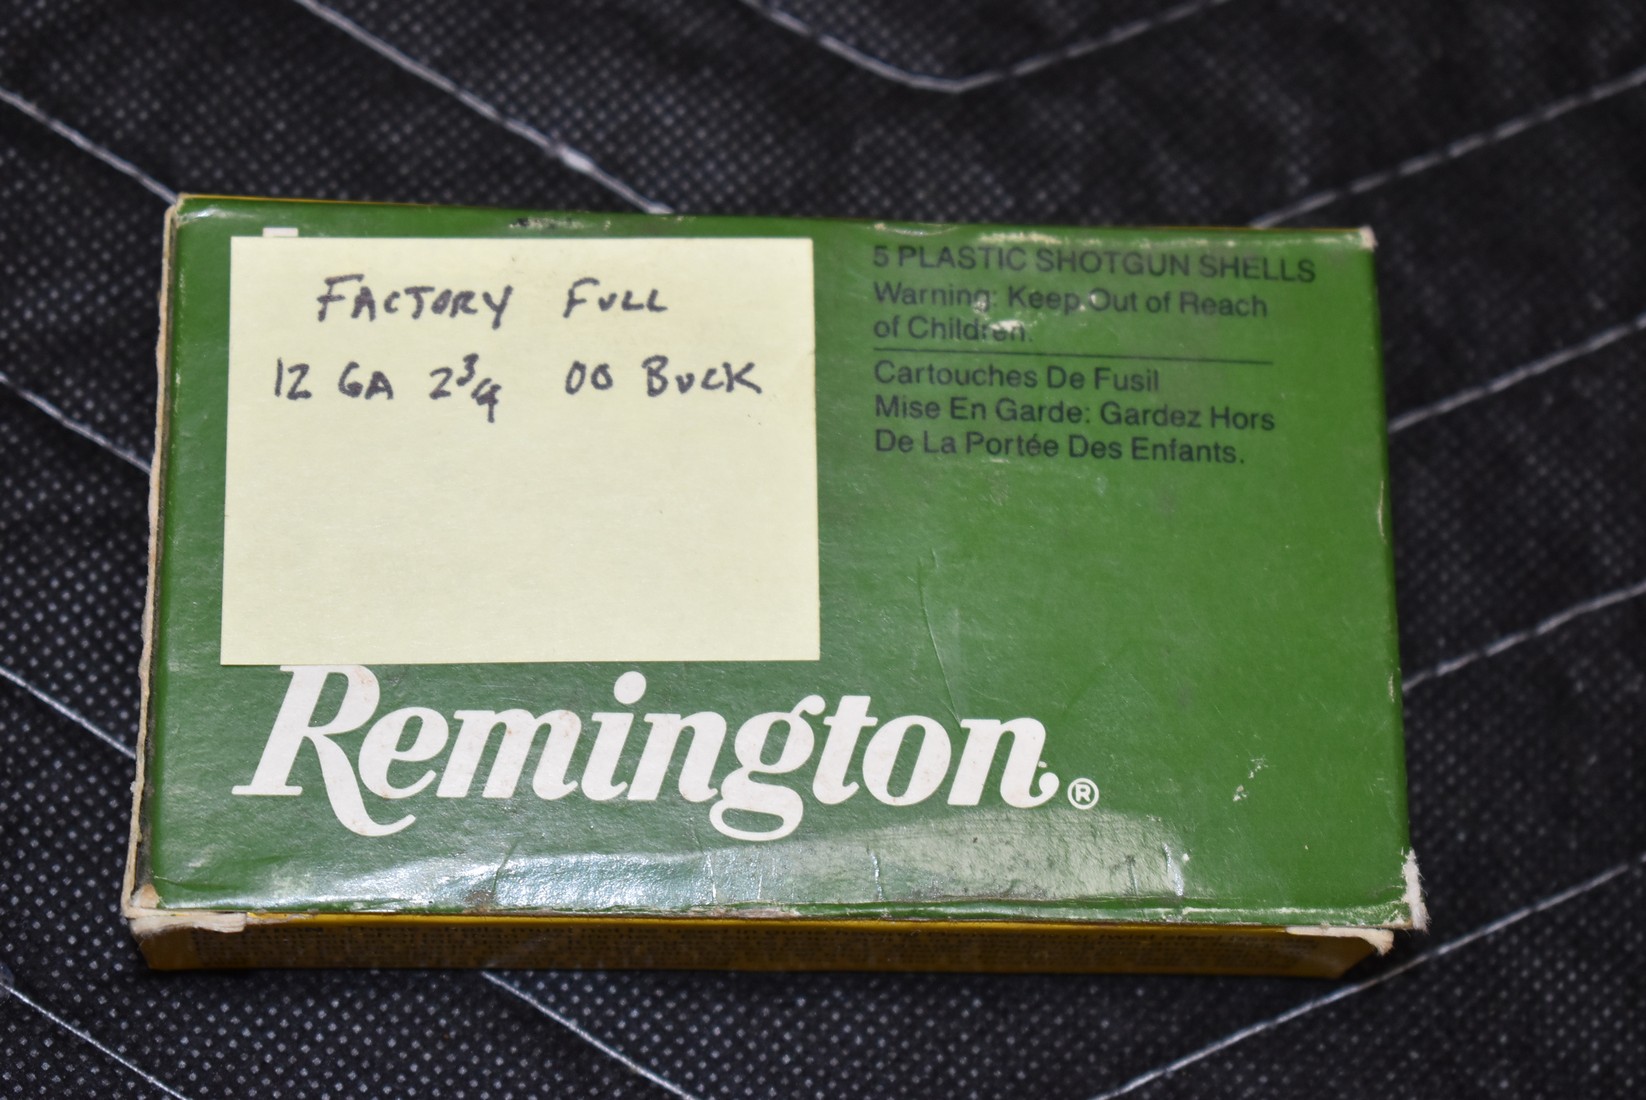 FACTORY FULL
12 GA 2 3/4 00 BUCK
5 PLASTIC SHOTGUN SHELLS
Warning: Keep Out of Reach
of Children.
Cartouches De Fusil
Mise En Garde: Gardez Hors
De La Portée Des Enfants.
Remington®